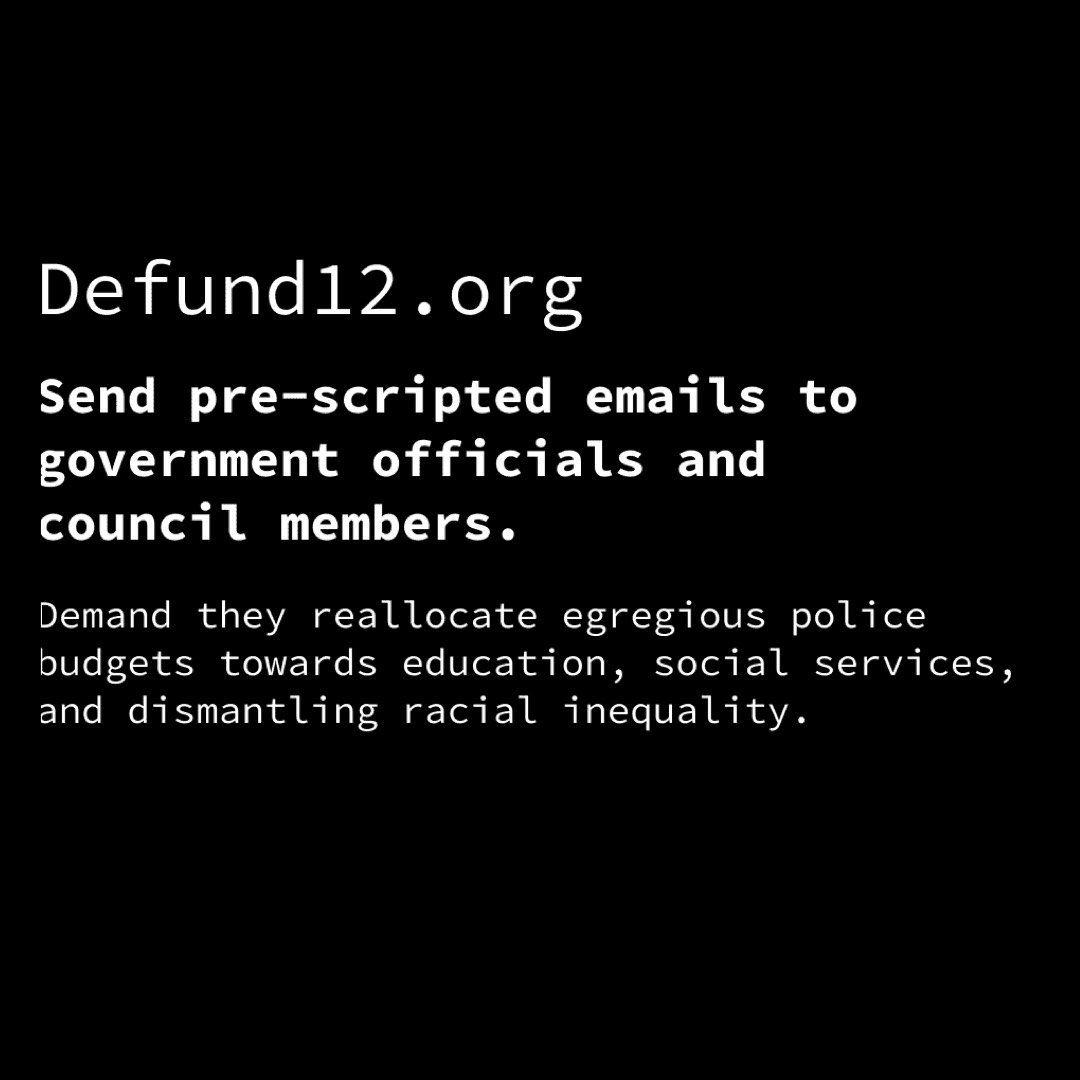 Defund12.org
Send pre-scripted emails to
government officials and
council members.
Demand they reallocate egregious police
budgets towards education, social services,
and dismantling racial inequality.